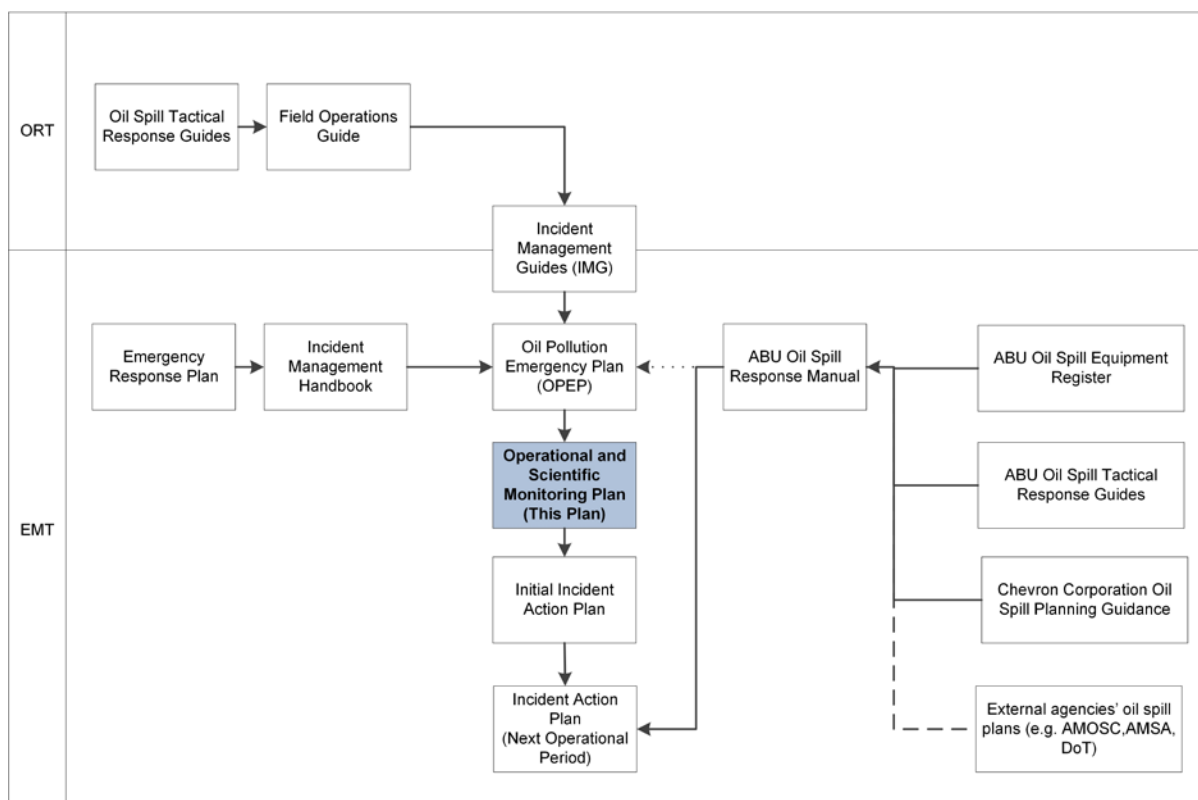 ORT
Oil Spill Tactical
Response Guides
Field Operations
Guide
Incident
Management
Guides (IMG)
EMT
Emergency
Response Plan
Incident
Management
Handbook
Oil Pollution
Emergency Plan
(OPEP)
ABU Oil Spill
Response Manual
ABU Oil Spill Equipment
Register
Operational and
Scientific
Monitoring Plan
(This Plan)
ABU Oil Spill Tactical
Response Guides
Initial Incident
Action Plan
Chevron Corporation Oil
Spill Planning Guidance
Incident Action
Plan
(Next Operational
Period)
External agencies’ oil spill
plans (e.g. AMOSC,AMSA,
DoT)